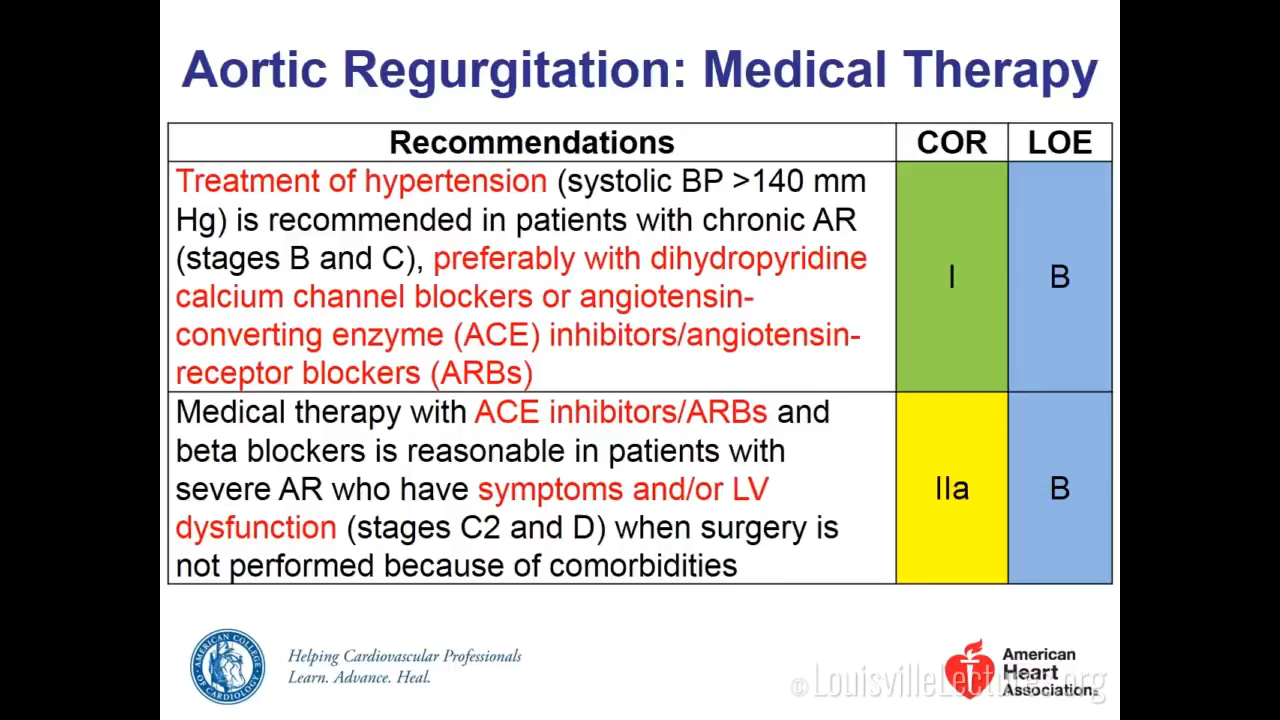 Aortic Regurgitation: Medical Therapy
Recommendations
COR
LOE
Treatment of hypertension (systolic BP >140 mm
Hg) is recommended in patients with chronic AR
(stages B and C), preferably with dihydropyridine
calcium channel blockers or angiotensin-
converting enzyme (ACE) inhibitors/angiotensin-
receptor blockers (ARBs)
I
B
Medical therapy with ACE inhibitors/ARBs and
beta blockers is reasonable in patients with
severe AR who have symptoms and/or LV
dysfunction (stages C2 and D) when surgery is
not performed because of comorbidities
IIa
B
AMERICAN COLLEGE
OF CARDIOLOGY
Helping Cardiovascular Professionals
Learn. Advance. Heal.
American
Heart
Association®